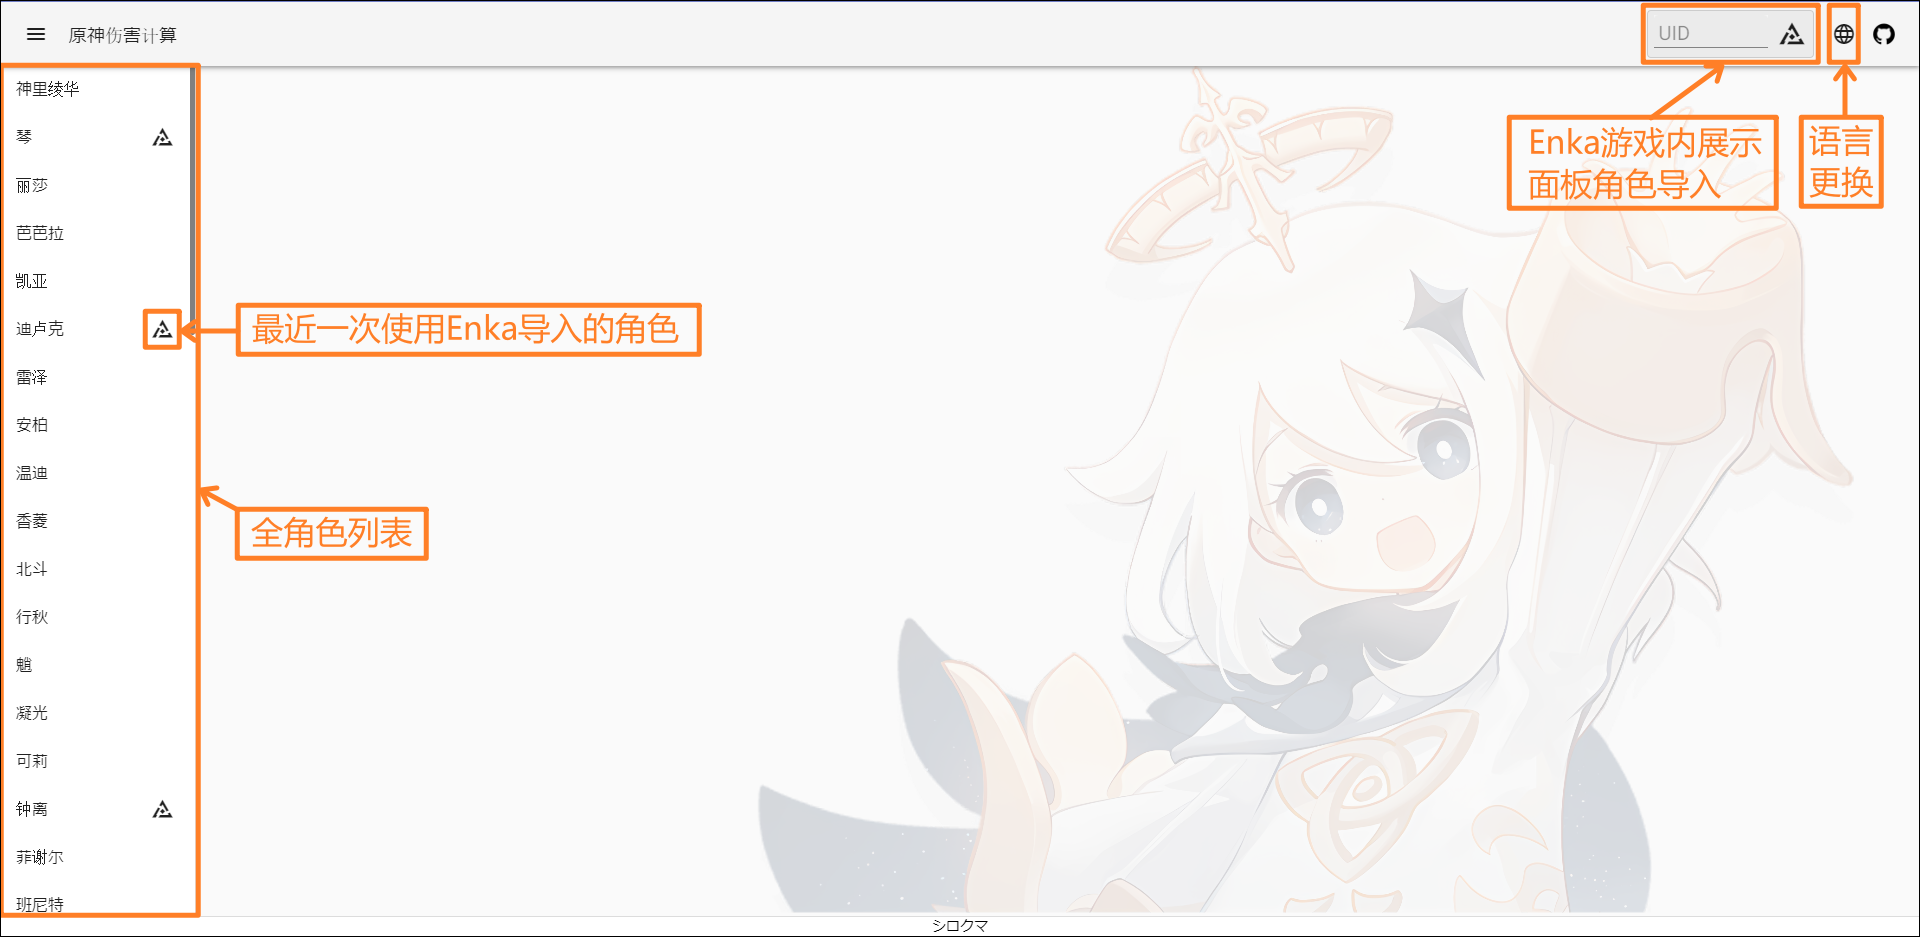 原神伤害计算
UID
神里绫华
琴
丽莎
芭芭拉
凯亚
迪卢克
雷泽
安柏
温迪
香菱
北斗
行秋
魈
凝光
可莉
钟离
菲谢尔
班尼特
Enka游戏内展示
面板角色导入
语言
更换
最近一次使用Enka导入的角色
全角色列表
シロクマ